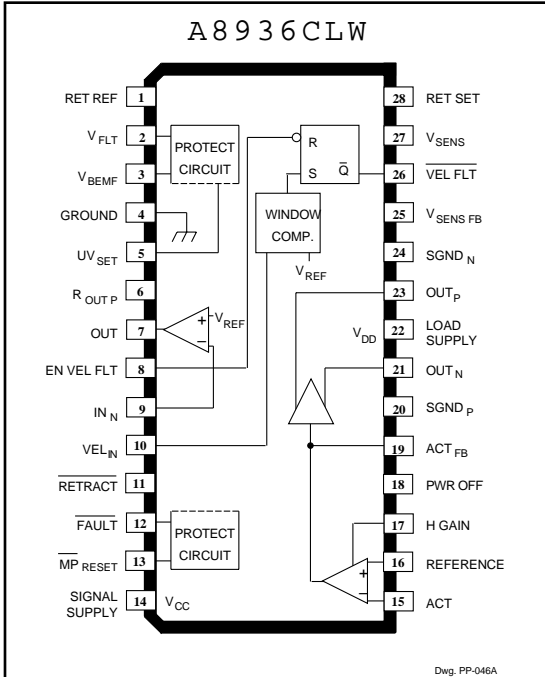 A8936CLW
RET REF 1
V FLT 2
V BEMF 3
GROUND 4
UV SET 5
R OUT P 6
OUT 7
EN VEL FLT 8
IN N 9
VEL IN 10
RETRACT 11
FAULT 12
MP RESET 13
SIGNAL
SUPPLY 14
V CC
PROTECT
CIRCUIT
+
−
V REF
PROTECT
CIRCUIT
R
S Q
WINDOW
COMP.
V REF
28 RET SET
27 V SENS
26 VEL FLT
25 V SENS FB
24 SGND N
23 OUT P
V DD 22 LOAD
SUPPLY
21 OUT N
20 SGND P
19 ACT FB
18 PWR OFF
17 H GAIN
16 REFERENCE
15 ACT
+
−
Dwg. PP-046A